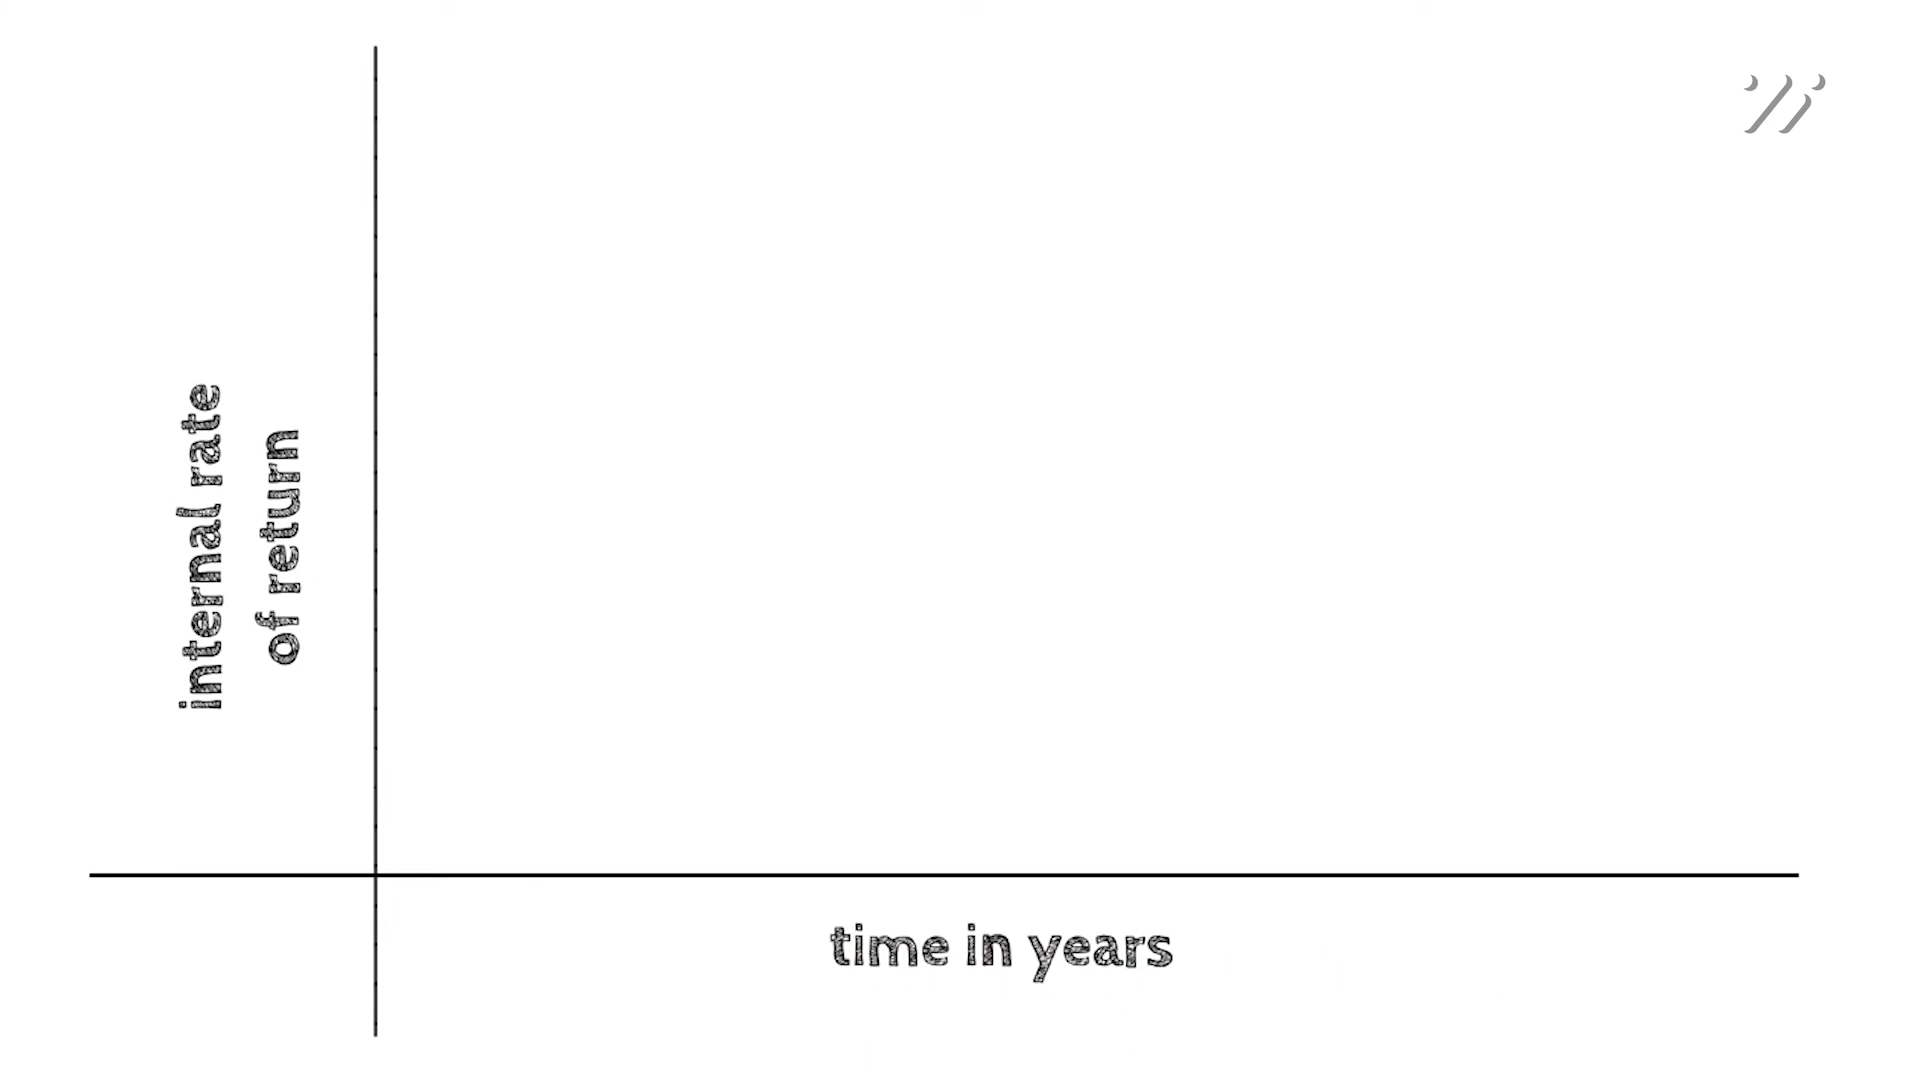 internal rate
of return
time in years